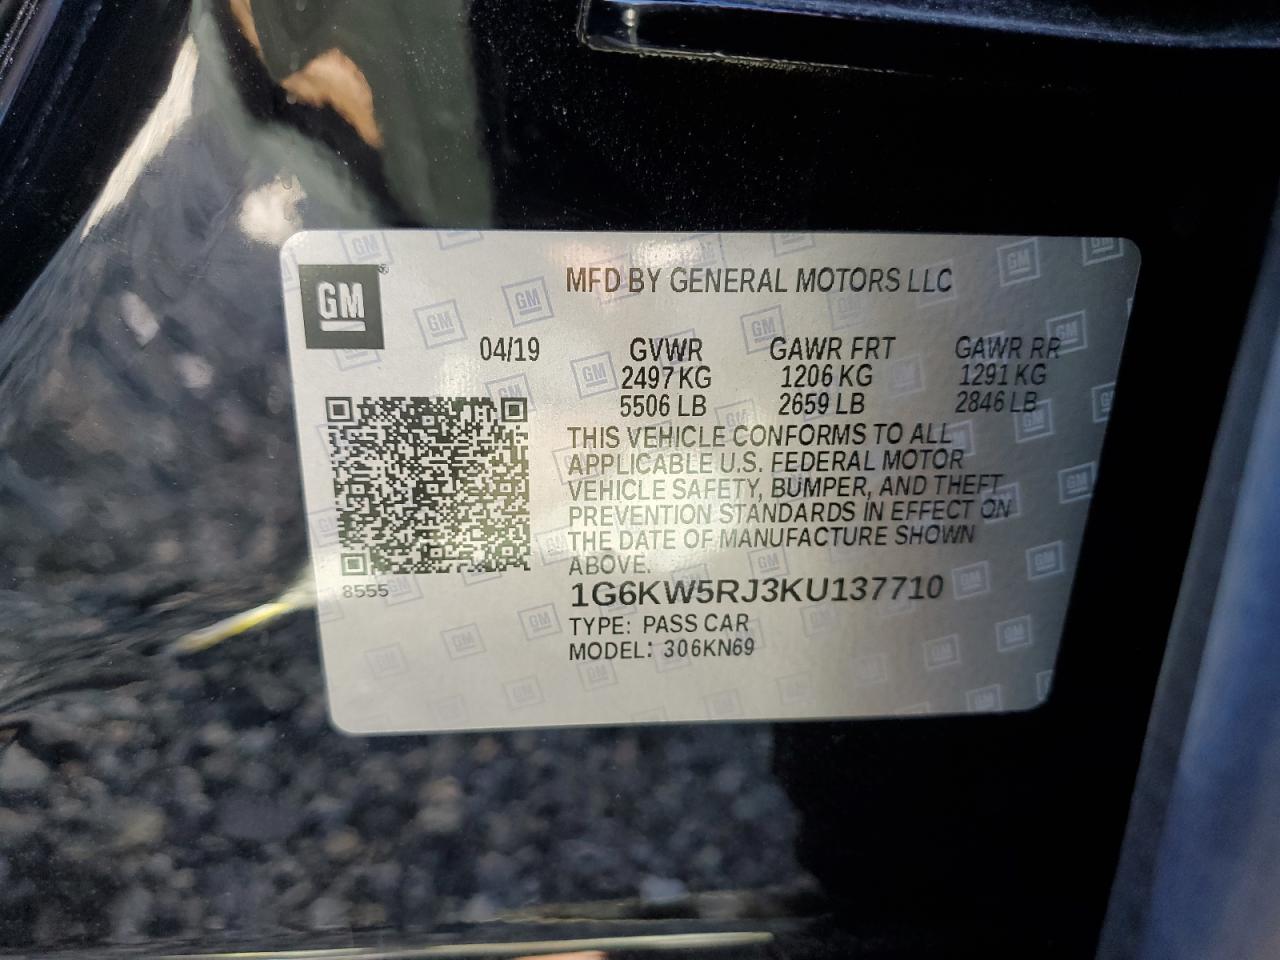 GM
MFD BY GENERAL MOTORS LLC
04/19 GVWR GAWR FRT GAWR RR
2497 KG 1206 KG 1291 KG
5506 LB 2659 LB 2846 LB
THIS VEHICLE CONFORMS TO ALL
APPLICABLE U.S. FEDERAL MOTOR
VEHICLE SAFETY, BUMPER, AND THEFT
PREVENTION STANDARDS IN EFFECT ON
THE DATE OF MANUFACTURE SHOWN
ABOVE.
8555
1G6KW5RJ3KU137710
TYPE: PASS CAR
MODEL: 306KN69